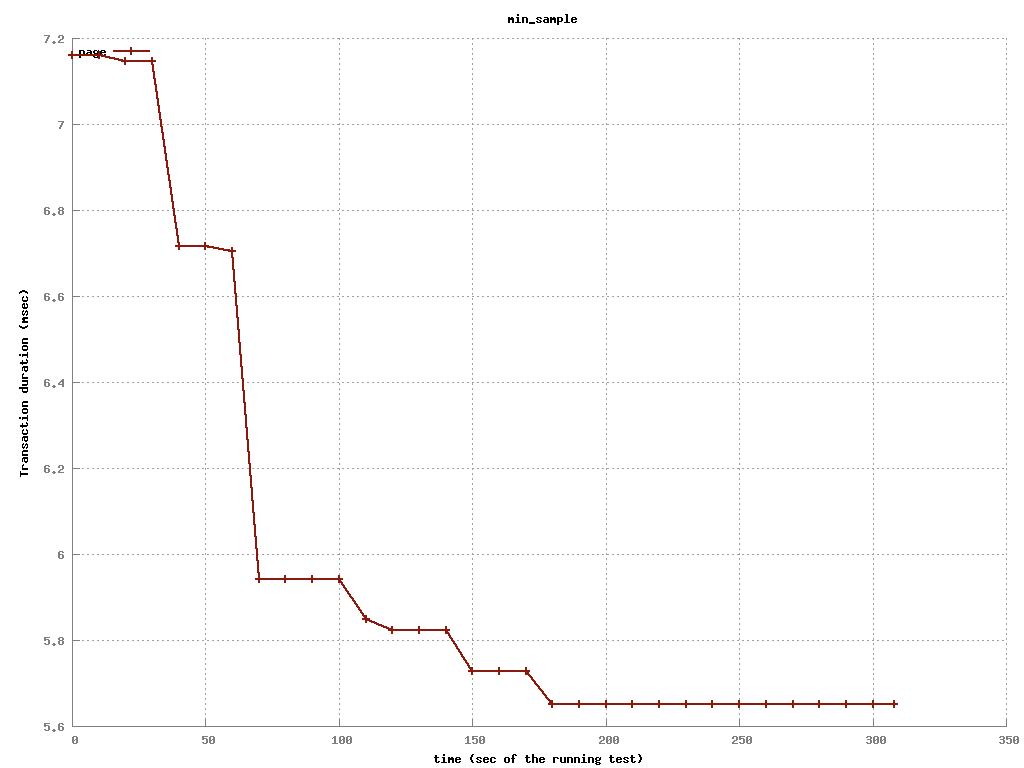 min_sample
7.2
page
7
6.8
6.6
6.4
6.2
6
5.8
5.6
Transaction duration (msec)
0 50 100 150 200 250 300 350
time (sec of the running test)